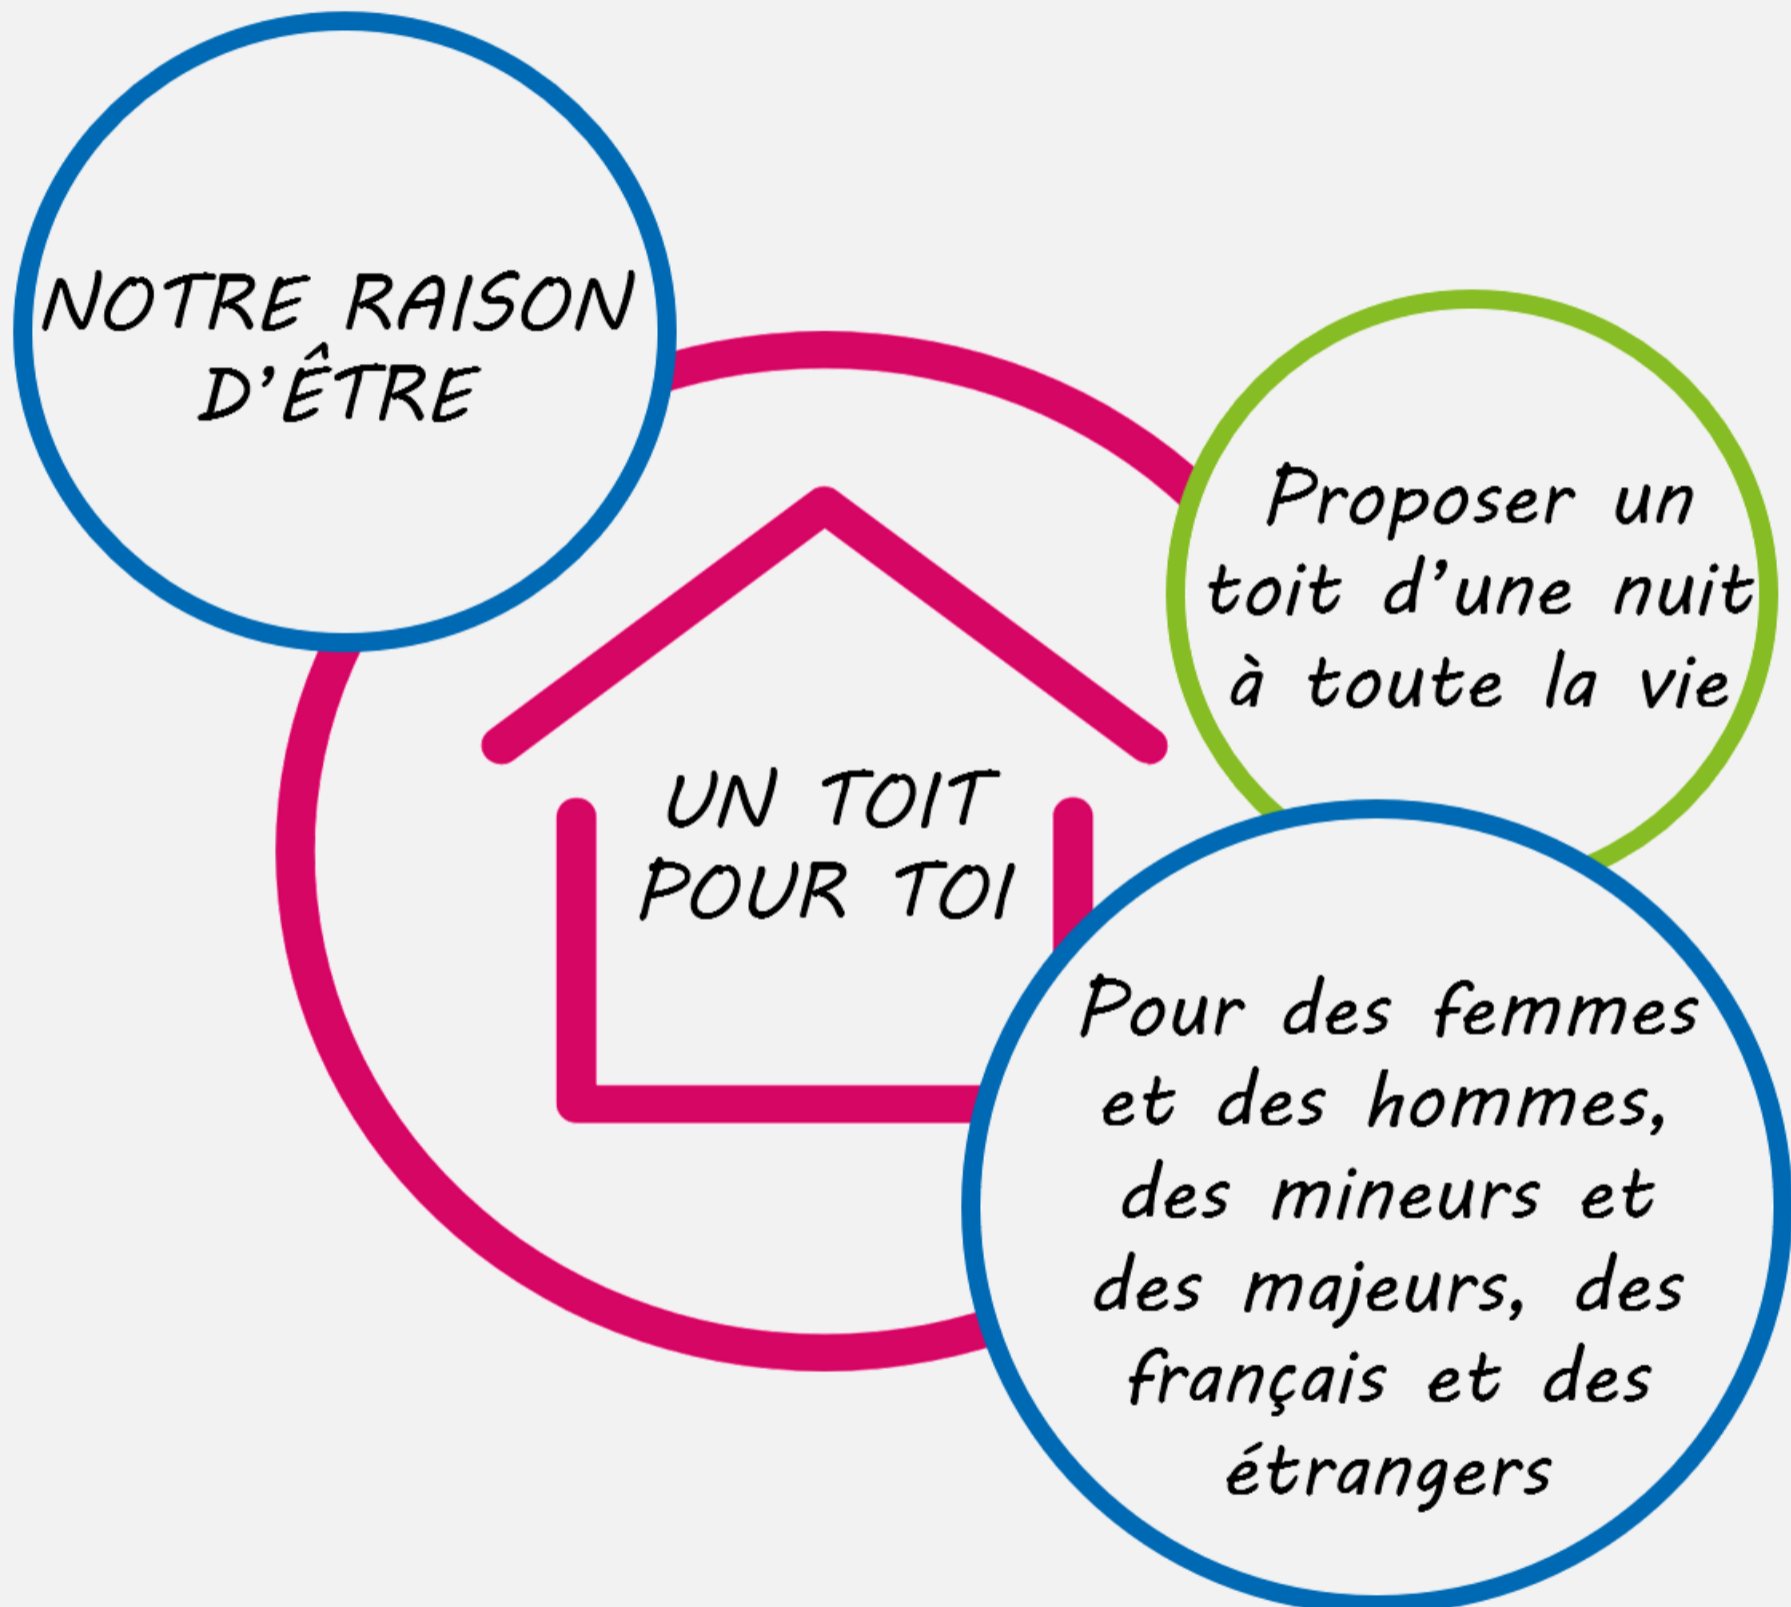 NOTRE RAISON
D'ÊTRE
Proposer un
toit d'une nuit
à toute la vie
UN TOIT
POUR TOI
Pour des femmes
et des hommes,
des mineurs et
des majeurs, des
français et des
étrangers